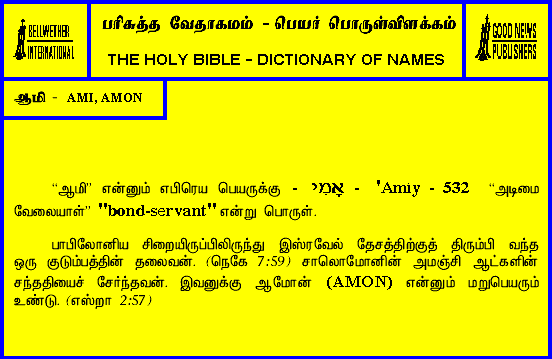 BELLWETHER
INTERNATIONAL
பரிசுத்த வேதாகமம் - பெயர் பொருள்விளக்கம்
THE HOLY BIBLE - DICTIONARY OF NAMES
GOOD NEWS
PUBLISHERS
ஆமி - AMI, AMON
“ஆமி” என்னும் எபிரெய பெயருக்கு - אָמִי - 'Amiy - 532 “அடிமை
வேலையாள்” "bond-servant" என்று பொருள்.
பாபிலோனிய சிறையிருப்பிலிருந்து இஸ்ரவேல் தேசத்திற்குத் திரும்பி வந்த
ஒரு குடும்பத்தின் தலைவன். (நெகே 7:59) சாலொமோனின் அமஞ்சி ஆட்களின்
சந்ததியைச் சேர்ந்தவன். இவனுக்கு ஆமோன் (AMON) என்னும் மறுபெயரும்
உண்டு. (எஸ்றா 2:57)